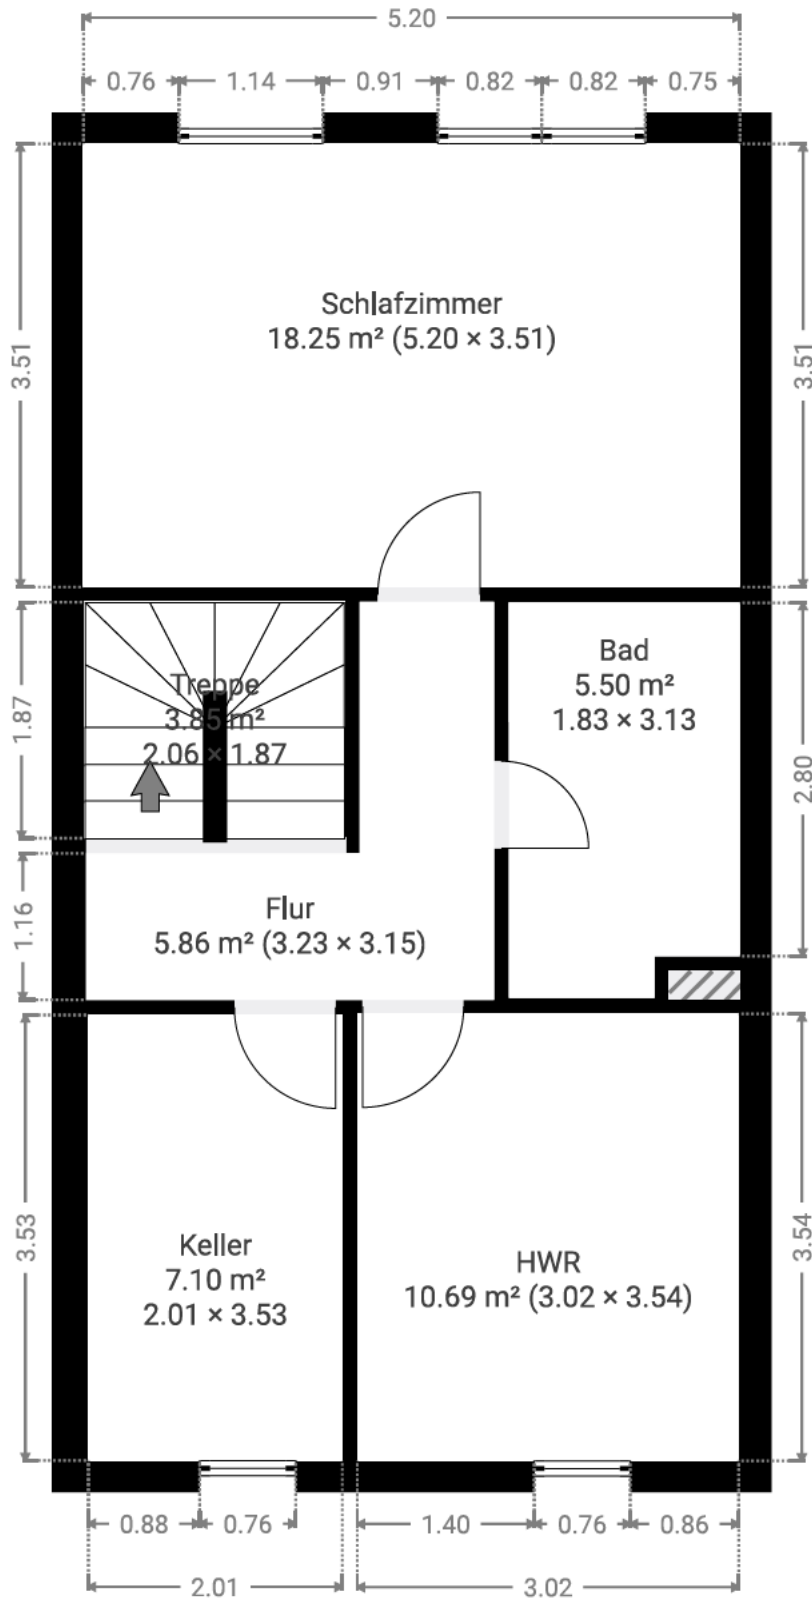 5.20
0.76 1.14 0.91 0.82 0.82 0.75
3.51
3.51
Schlafzimmer
18.25 m² (5.20 × 3.51)
1.87
Treppe
3.85 m²
2.06 × 1.87
Bad
5.50 m²
1.83 × 3.13
2.80
1.16
Flur
5.86 m² (3.23 × 3.15)
3.53
Keller
7.10 m²
2.01 × 3.53
HWR
10.69 m² (3.02 × 3.54)
3.54
0.88 0.76 1.40 0.76 0.86
2.01 3.02